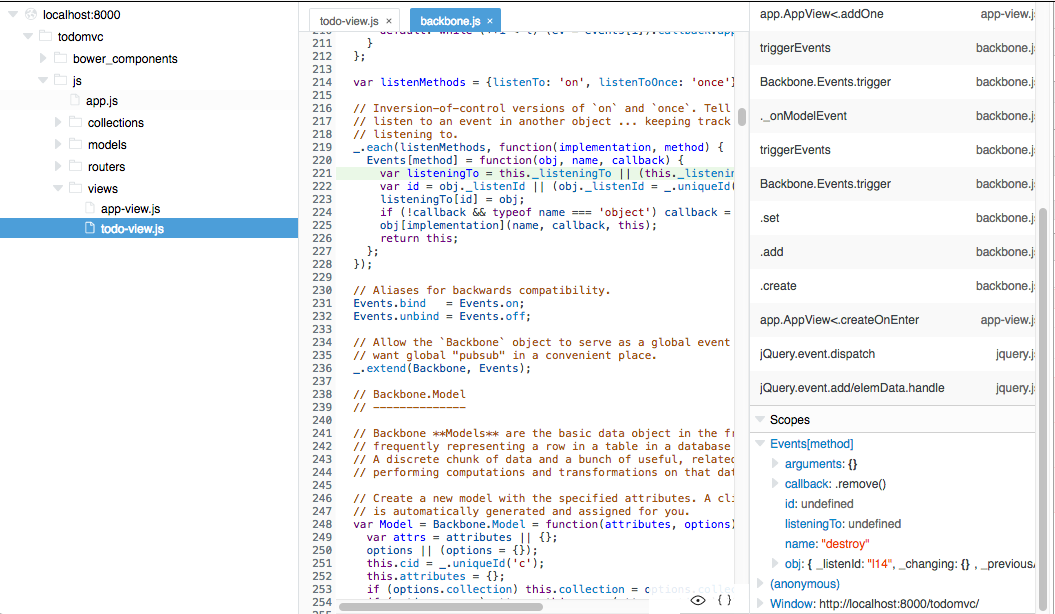 localhost:8000
todomvc
bower_components
js
app.js
collections
models
routers
views
app-view.js
todo-view.js
todo-view.js ×
backbone.js ×
211 }
212 };
213
214 var listenMethods = {listenTo: 'on', listenToOnce: 'once'}
215
216 // Inversion-of-control versions of `on` and `once`. Tell
217 // listen to an event in another object ... keeping track
218 // listening to.
219 _.each(listenMethods, function(implementation, method) {
220 Events[method] = function(obj, name, callback) {
221 var listeningTo = this._listeningTo || (this._listenin
222 var id = obj._listenId || (obj._listenId = _.uniqueId(
223 listeningTo[id] = obj;
224 if (!callback && typeof name === 'object') callback =
225 obj[implementation](name, callback, this);
226 return this;
227 };
228 });
229
230 // Aliases for backwards compatibility.
231 Events.bind = Events.on;
232 Events.unbind = Events.off;
233
234 // Allow the `Backbone` object to serve as a global event
235 // want global "pubsub" in a convenient place.
236 _.extend(Backbone, Events);
237
238 // Backbone.Model
239 // --------------
240
241 // Backbone **Models** are the basic data object in the fr
242 // frequently representing a row in a table in a database
243 // A discrete chunk of data and a bunch of useful, related
244 // performing computations and transformations on that dat
245
246 // Create a new model with the specified attributes. A cli
247 // is automatically generated and assigned for you.
248 var Model = Backbone.Model = function(attributes, options)
249 var attrs = attributes || {};
250 options || (options = {});
251 this.cid = _.uniqueId('c');
252 this.attributes = {};
253 if (options.collection) this.collection = options.collec
254
{ }
app.AppView<.addOne app-view.js
triggerEvents backbone.js
Backbone.Events.trigger backbone.js
._onModelEvent backbone.js
triggerEvents backbone.js
Backbone.Events.trigger backbone.js
.set backbone.js
.add backbone.js
.create backbone.js
app.AppView<.createOnEnter app-view.js
jQuery.event.dispatch jquery.j
jQuery.event.add/elemData.handle jquery.j
Scopes
Events[method]
arguments: {}
callback: .remove()
id: undefined
listeningTo: undefined
name: "destroy"
obj: { _listenId: "l14", _changing: {} , _previousA
(anonymous)
Window: http://localhost:8000/todomvc/